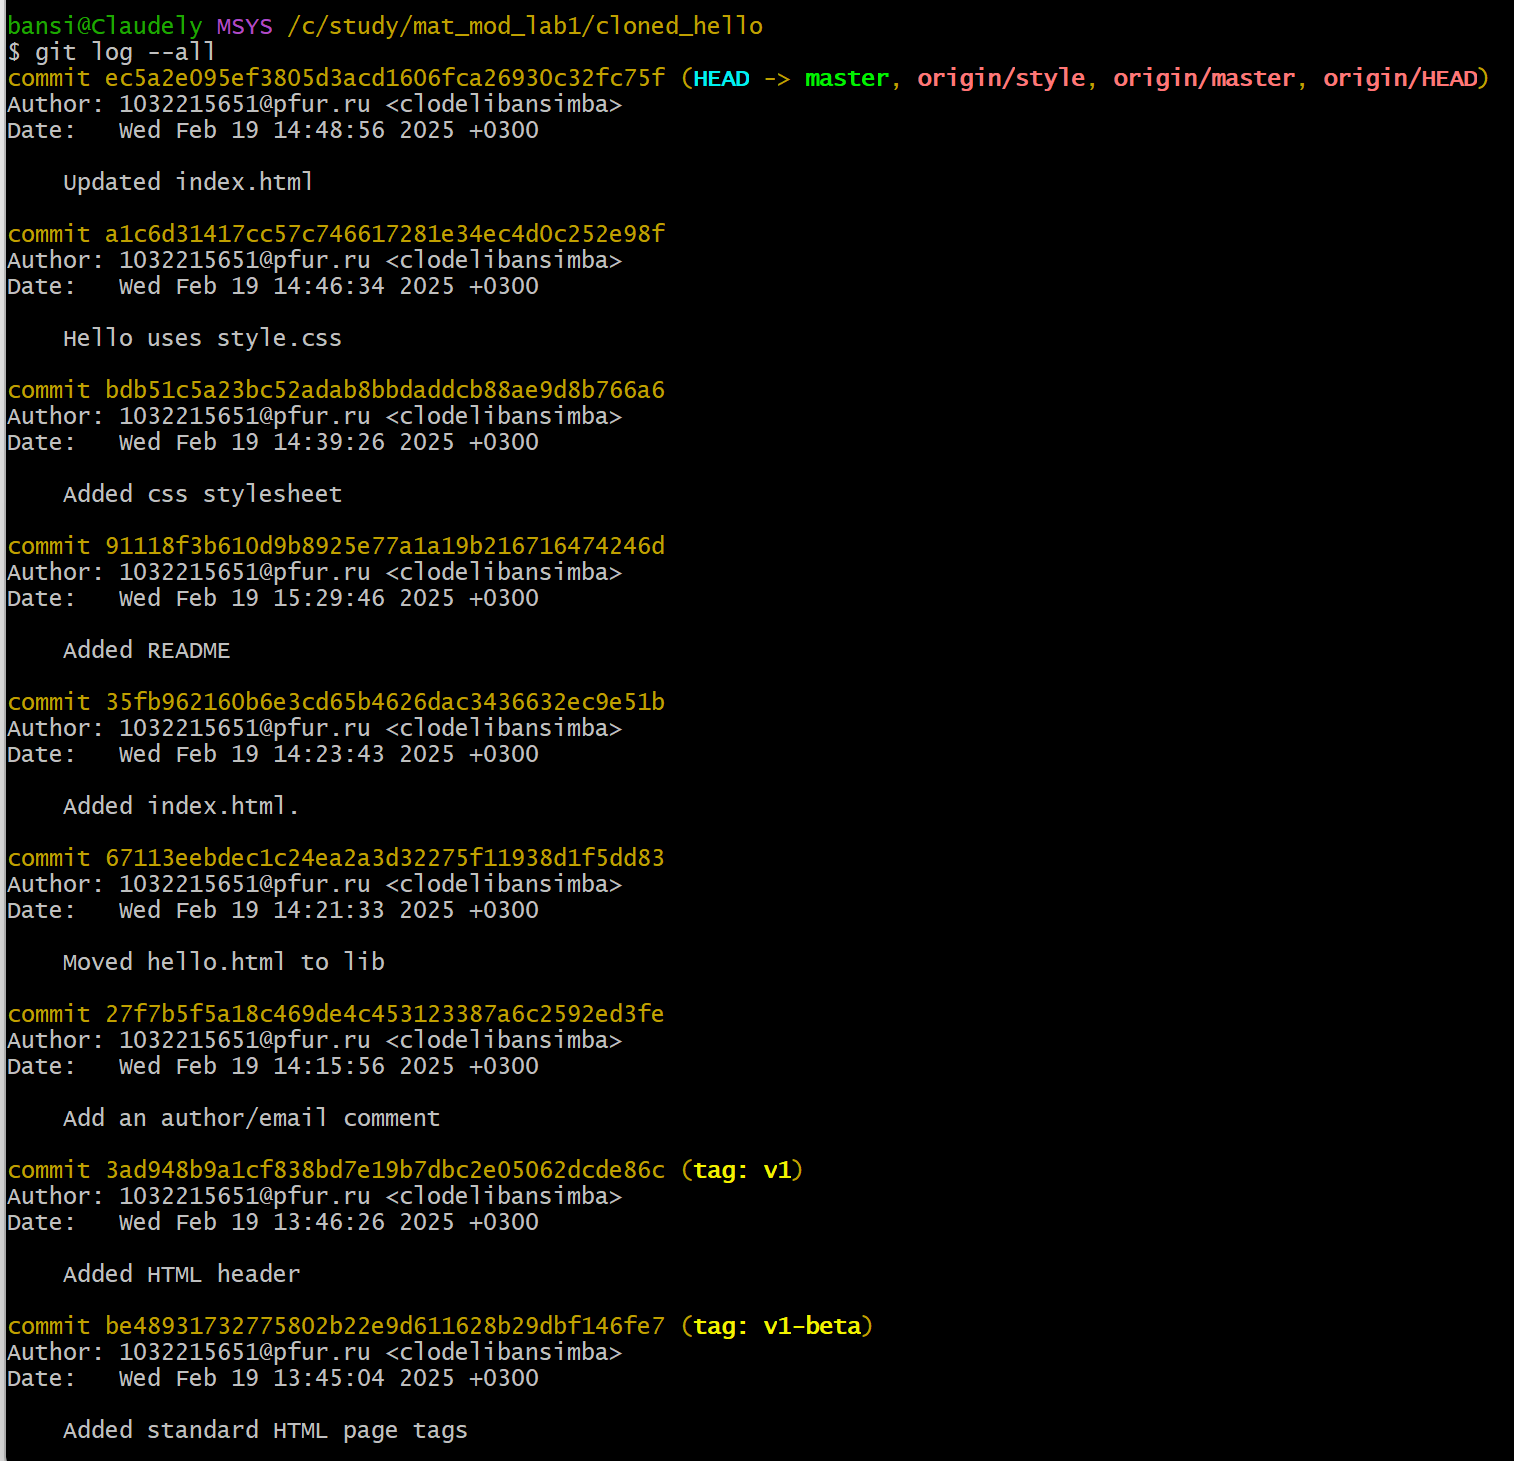 bansi@Claudely MSYS /c/study/mat_mod_lab1/cloned_hello
$ git log --all
commit ec5a2e095ef3805d3acd1606fca26930c32fc75f (HEAD -> master, origin/style, origin/master, origin/HEAD)
Author: 1032215651@pfur.ru <clodelibansimba>
Date:   Wed Feb 19 14:48:56 2025 +0300

    Updated index.html

commit a1c6d31417cc57c746617281e34ec4d0c252e98f
Author: 1032215651@pfur.ru <clodelibansimba>
Date:   Wed Feb 19 14:46:34 2025 +0300

    Hello uses style.css

commit bdb51c5a23bc52adab8bbdaddcb88ae9d8b766a6
Author: 1032215651@pfur.ru <clodelibansimba>
Date:   Wed Feb 19 14:39:26 2025 +0300

    Added css stylesheet

commit 91118f3b610d9b8925e77a1a19b216716474246d
Author: 1032215651@pfur.ru <clodelibansimba>
Date:   Wed Feb 19 15:29:46 2025 +0300

    Added README

commit 35fb962160b6e3cd65b4626dac3436632ec9e51b
Author: 1032215651@pfur.ru <clodelibansimba>
Date:   Wed Feb 19 14:23:43 2025 +0300

    Added index.html.

commit 67113eebdec1c24ea2a3d32275f11938d1f5dd83
Author: 1032215651@pfur.ru <clodelibansimba>
Date:   Wed Feb 19 14:21:33 2025 +0300

    Moved hello.html to lib

commit 27f7b5f5a18c469de4c453123387a6c2592ed3fe
Author: 1032215651@pfur.ru <clodelibansimba>
Date:   Wed Feb 19 14:15:56 2025 +0300

    Add an author/email comment

commit 3ad948b9a1cf838bd7e19b7dbc2e05062dcde86c (tag: v1)
Author: 1032215651@pfur.ru <clodelibansimba>
Date:   Wed Feb 19 13:46:26 2025 +0300

    Added HTML header

commit be48931732775802b22e9d611628b29dbf146fe7 (tag: v1-beta)
Author: 1032215651@pfur.ru <clodelibansimba>
Date:   Wed Feb 19 13:45:04 2025 +0300

    Added standard HTML page tags